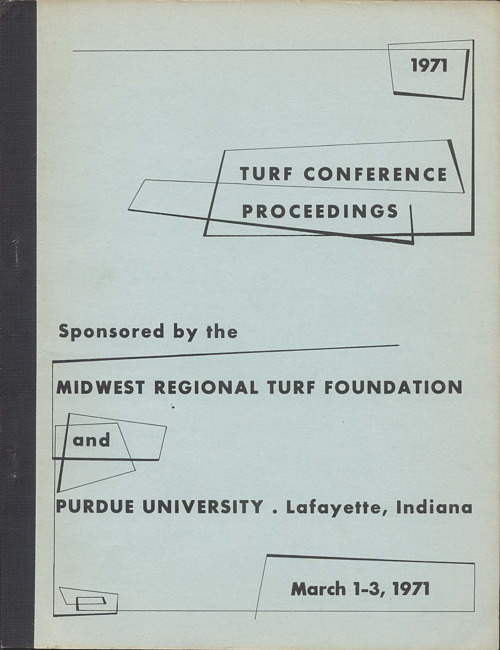 1971
TURF CONFERENCE
PROCEEDINGS
Sponsored by the
MIDWEST REGIONAL TURF FOUNDATION
and
PURDUE UNIVERSITY . Lafayette, Indiana
March 1-3, 1971